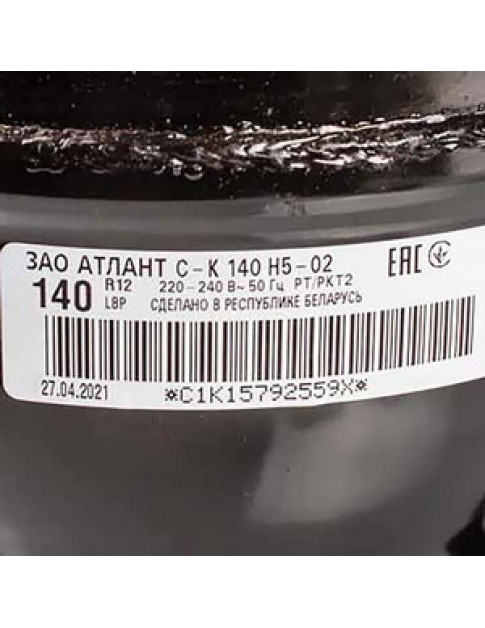 ЗАО АТЛАНТ С-К 140 Н5-02
ЕАС
140 R12 220-240 В~ 50 Гц РТ/РКТ2
LBP СДЕЛАНО В РЕСПУБЛИКЕ БЕЛАРУСЬ
27.04.2021 *C1K15792559X*